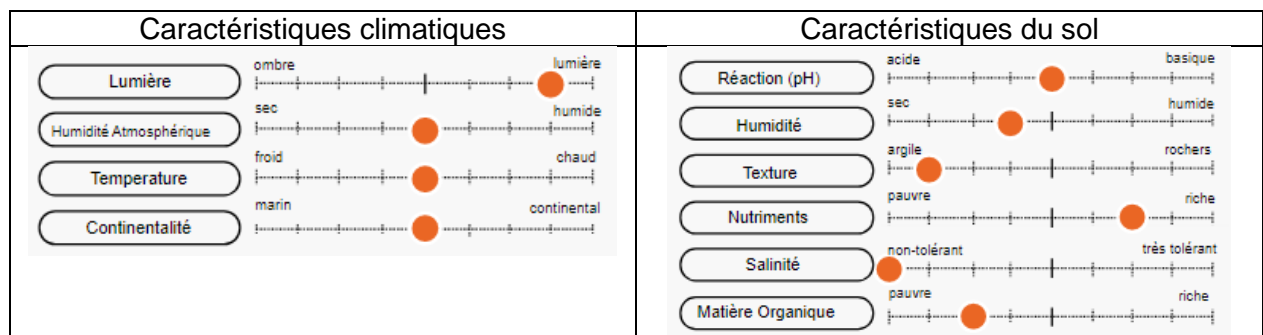 Caractéristiques climatiques
ombre lumière
Lumière
sec humide
Humidité Atmosphérique
froid chaud
Temperature
marin continental
Continentalité
Caractéristiques du sol
acide basique
Réaction (pH)
sec humide
Humidité
argile rochers
Texture
pauvre riche
Nutriments
non-tolérant très tolérant
Salinité
pauvre riche
Matière Organique